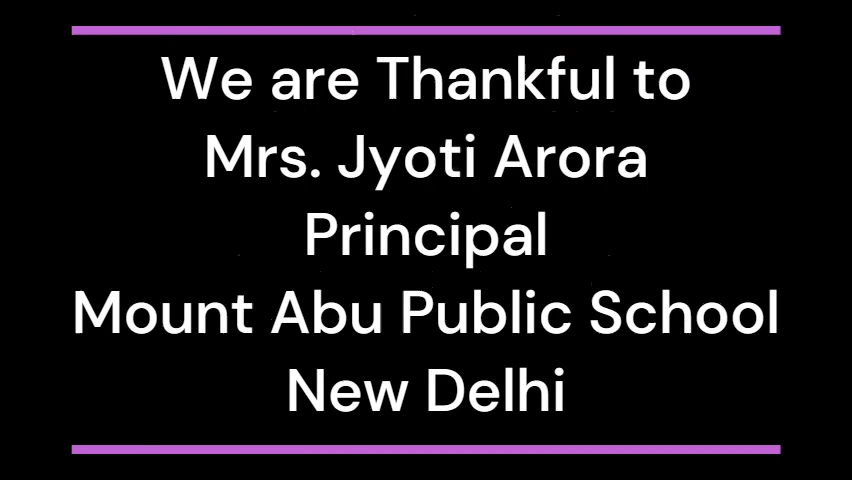 We are Thankful to
Mrs. Jyoti Arora
Principal
Mount Abu Public School
New Delhi